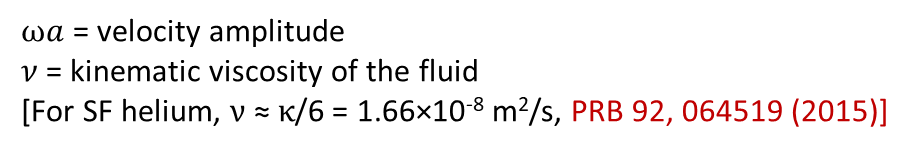 ωa = velocity amplitude
ν = kinematic viscosity of the fluid
[For SF helium, ν ≈ κ/6 = 1.66×10⁻⁸ m²/s, PRB 92, 064519 (2015)]